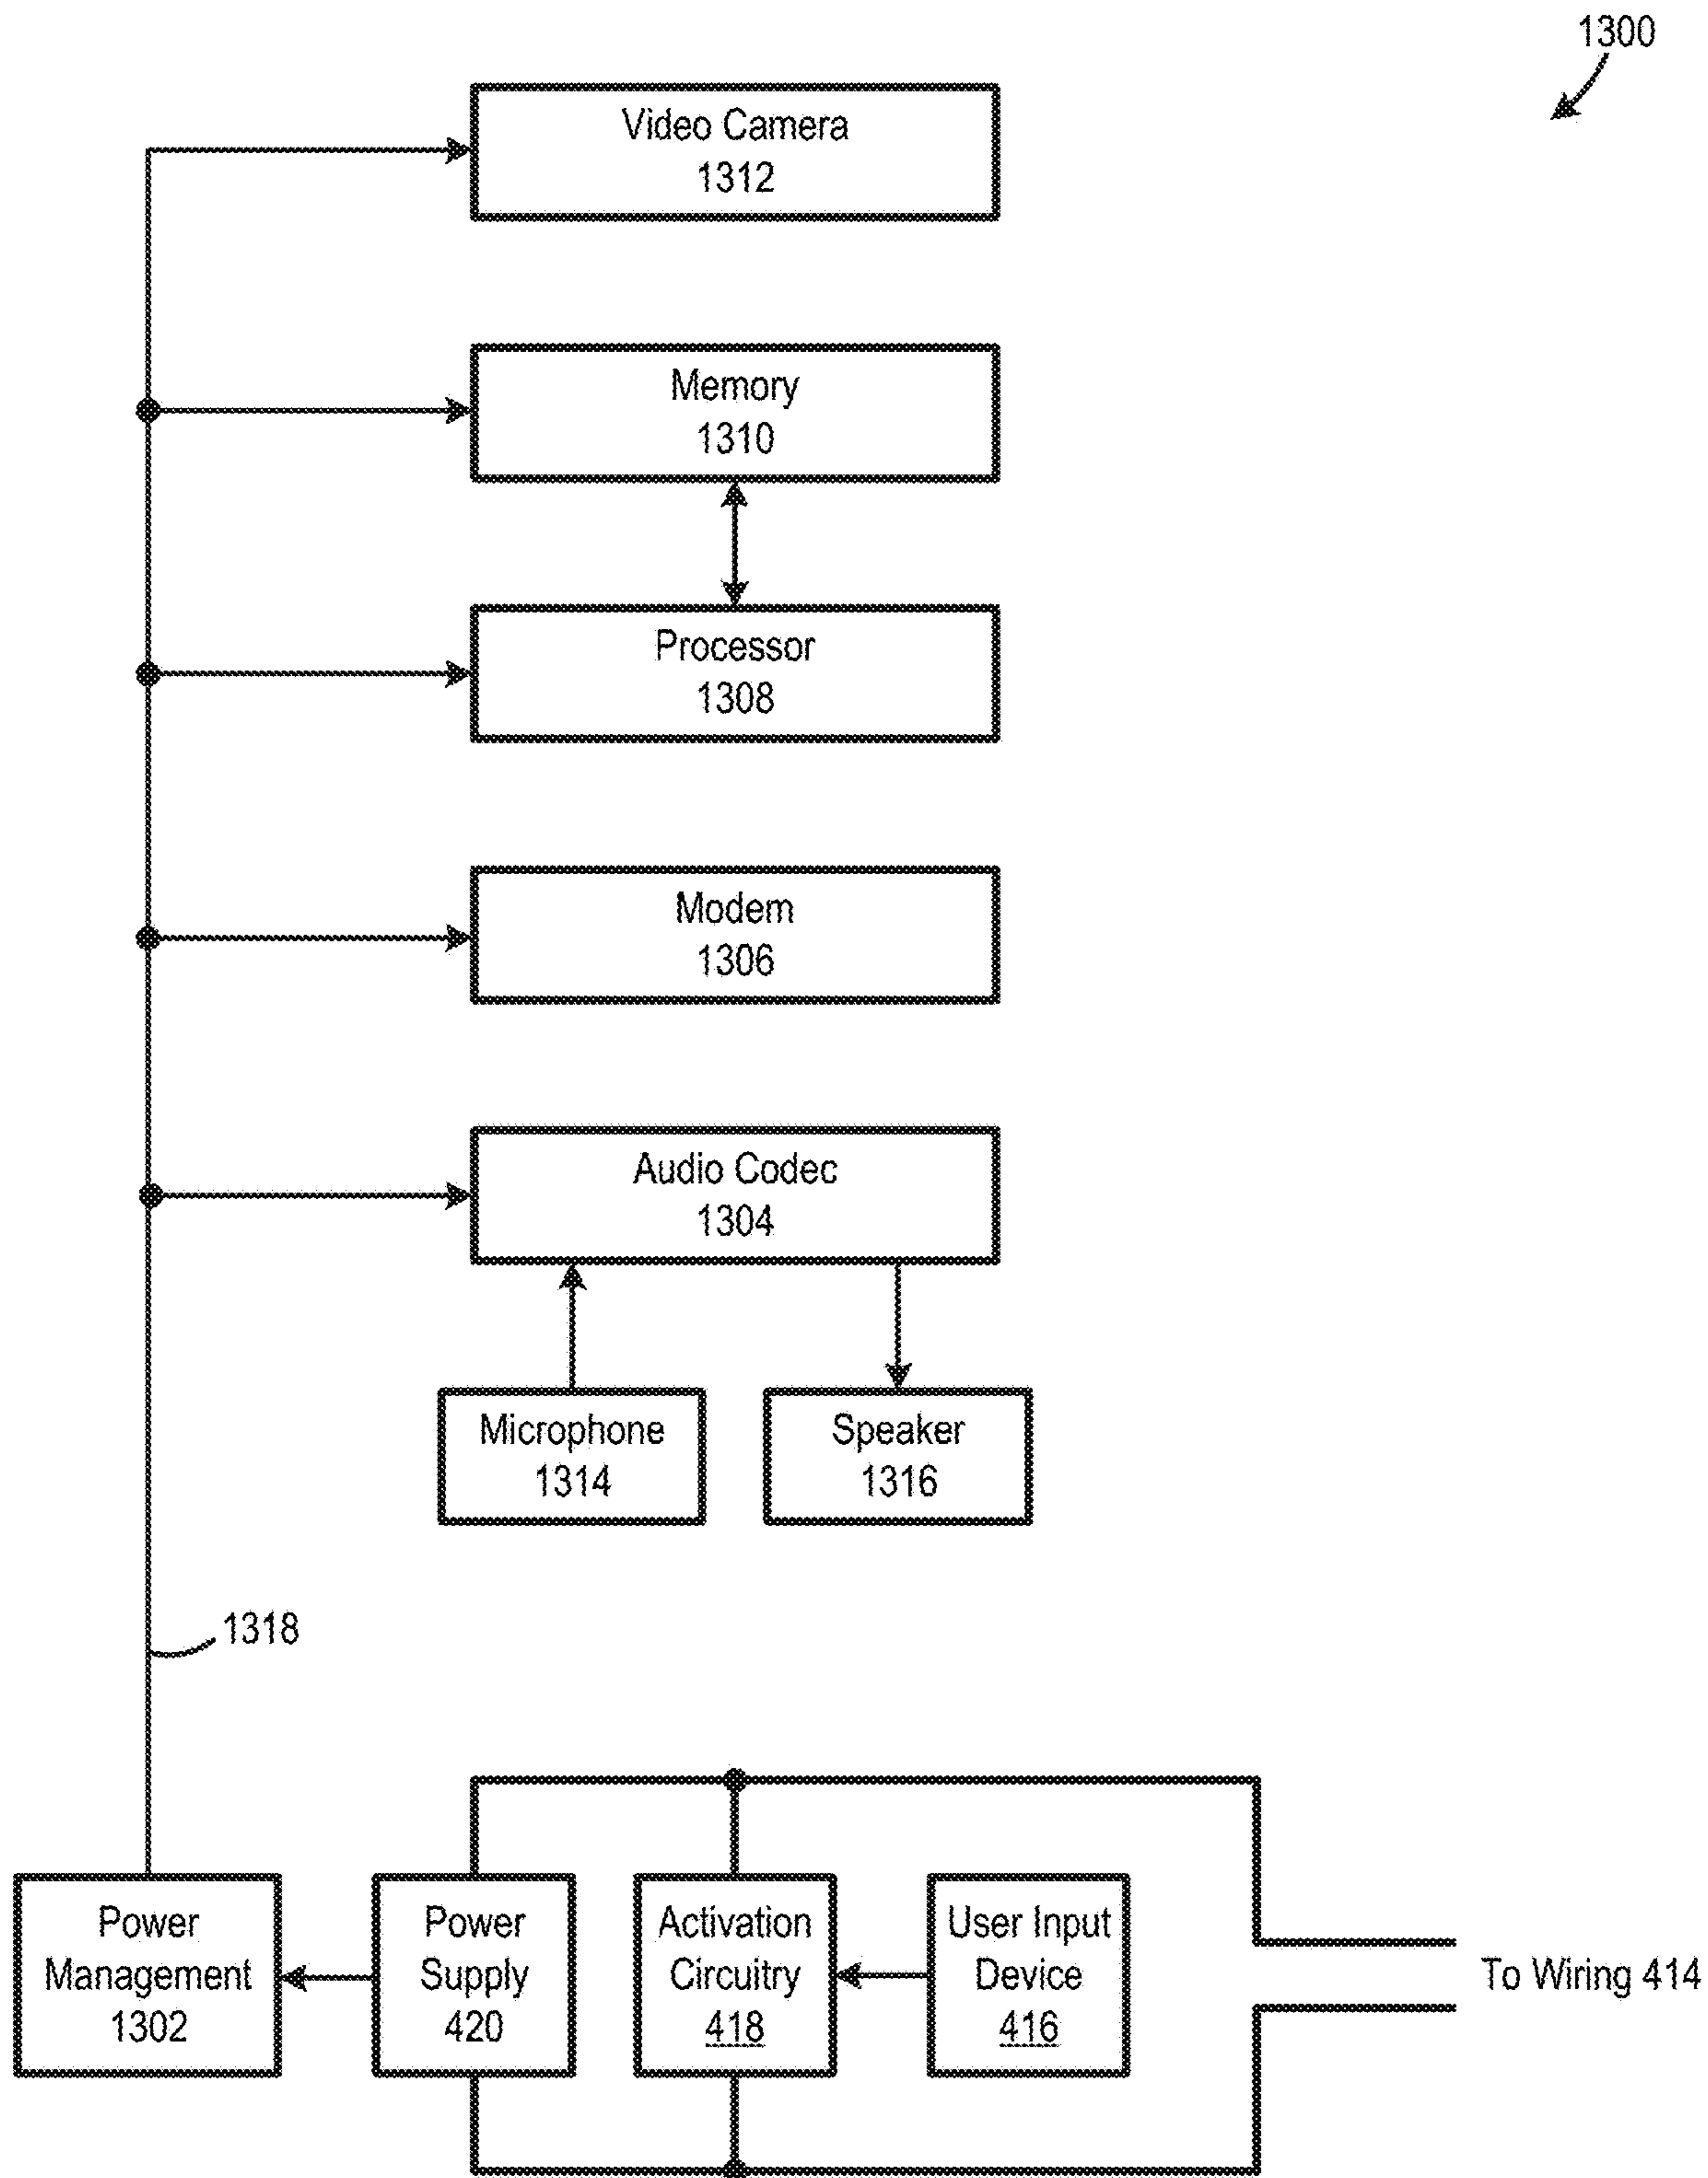 1300
Video Camera
1312
Memory
1310
Processor
1308
Modem
1306
Audio Codec
1304
Microphone
1314
Speaker
1316
1318
Power
Management
1302
Power
Supply
420
Activation
Circuitry
418
User Input
Device
416
To Wiring 414